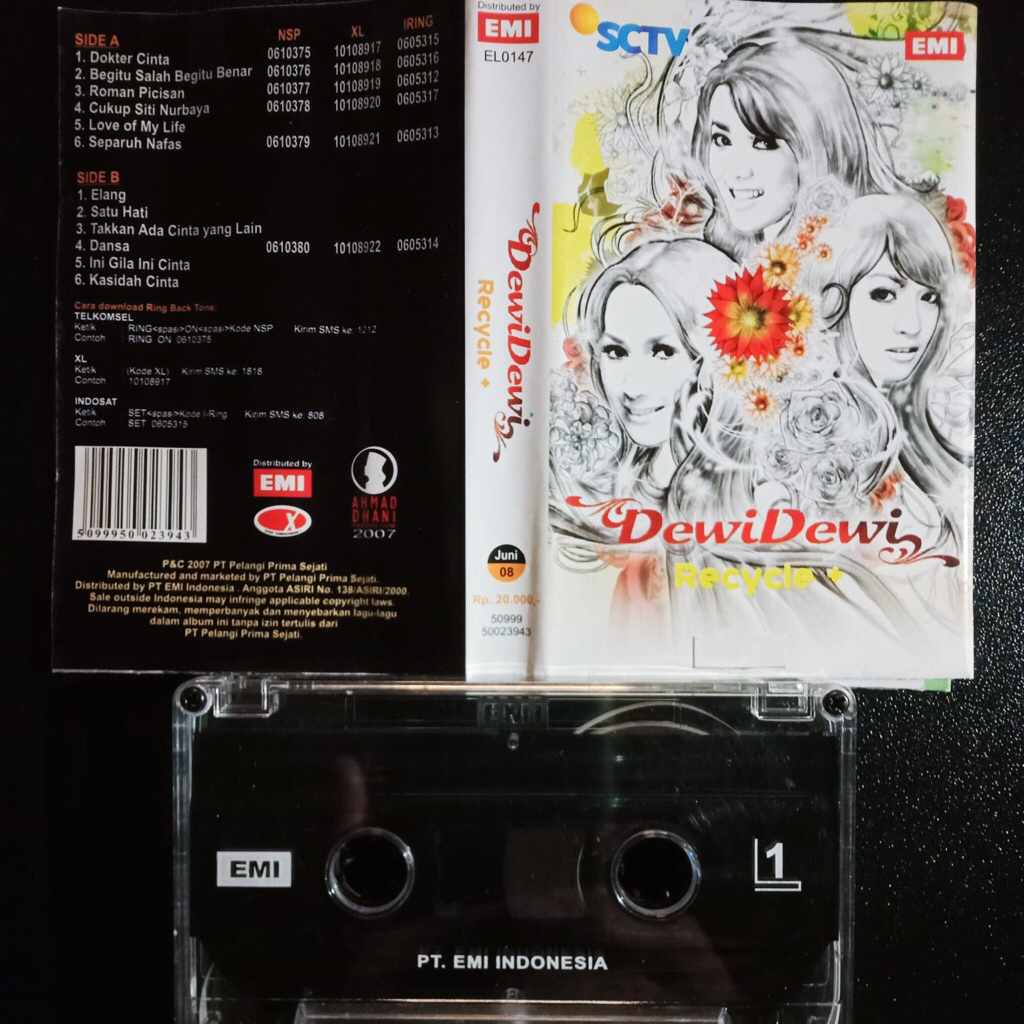 NSP XL IRING
SIDE A
1. Dokter Cinta 0610375 10108917 0605315
2. Begitu Salah Begitu Benar 0610376 10108918 0605316
3. Roman Picisan 0610377 10108919 0605312
4. Cukup Siti Nurbaya 0610378 10108920 0605317
5. Love of My Life
6. Separuh Nafas 0610379 10108921 0605313
SIDE B
1. Elang
2. Satu Hati
3. Takkan Ada Cinta yang Lain
4. Dansa 0610380 10108922 0605314
5. Ini Gila Ini Cinta
6. Kasidah Cinta
Cara download Ring Back Tone:
TELKOMSEL
Ketik : RING<spasi>ON<spasi>Kode NSP Kirim SMS ke: 1212
Contoh : RING ON 0610375
XL
Ketik : (Kode XL) Kirim SMS ke: 1818
Contoh : 10108917
INDOSAT
Ketik : SET<spasi>Kode I-Ring Kirim SMS ke: 808
Contoh : SET 0605315
5099950 023943
Distributed by
EMI
X
AHMAD
DHANI
2007
P&C 2007 PT Pelangi Prima Sejati
Manufactured and marketed by PT Pelangi Prima Sejati.
Distributed by PT EMI Indonesia . Anggota ASIRI No. 138/ASIRI/2000.
Sale outside Indonesia may infringe applicable copyright laws.
Dilarang merekam, memperbanyak dan menyebarkan lagu-lagu
dalam album ini tanpa izin tertulis dari
PT Pelangi Prima Sejati.
Distributed by
EMI
EL0147
DewiDewi
Recycle +
Juni
08
Rp. 20.000,-
50999
50023943
SCTV
EMI
DewiDewi
Recycle +
EMI
1
PT. EMI INDONESIA